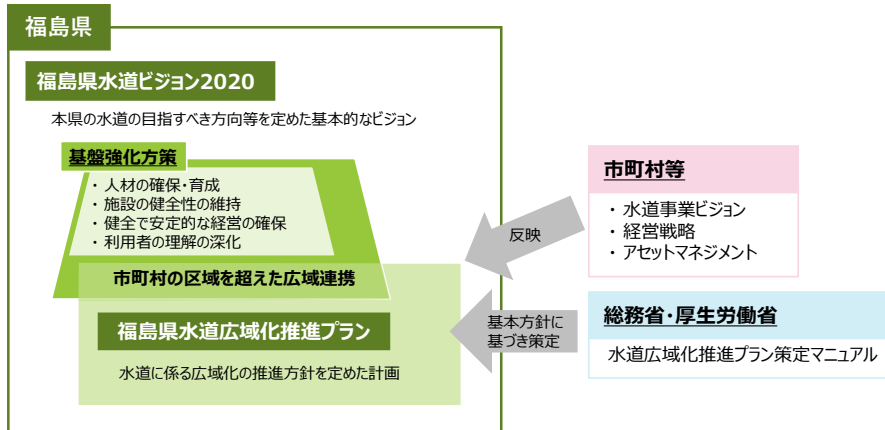 福島県
福島県水道ビジョン2020
本県の水道の目指すべき方向等を定めた基本的なビジョン
基盤強化方策
・ 人材の確保・育成
・ 施設の健全性の維持
・ 健全で安定的な経営の確保
・ 利用者の理解の深化
市町村の区域を超えた広域連携
福島県水道広域化推進プラン
水道に係る広域化の推進方針を定めた計画
反映
市町村等
・ 水道事業ビジョン
・ 経営戦略
・ アセットマネジメント
基本方針に
基づき策定
総務省・厚生労働省
水道広域化推進プラン策定マニュアル